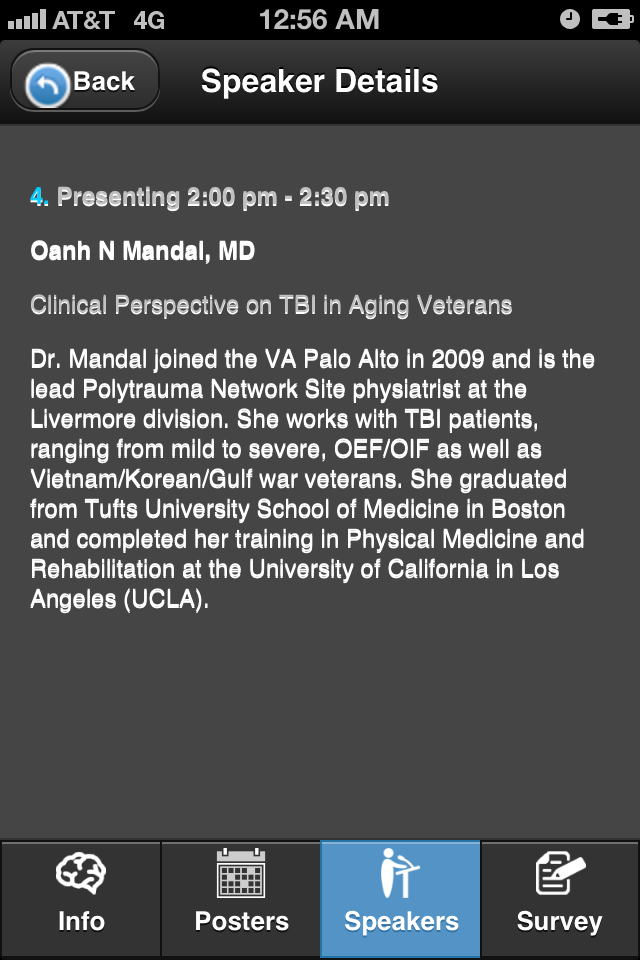 AT&T 4G 12:56 AM
Back
Speaker Details
4. Presenting 2:00 pm - 2:30 pm
Oanh N Mandal, MD
Clinical Perspective on TBI in Aging Veterans
Dr. Mandal joined the VA Palo Alto in 2009 and is the
lead Polytrauma Network Site physiatrist at the
Livermore division. She works with TBI patients,
ranging from mild to severe, OEF/OIF as well as
Vietnam/Korean/Gulf war veterans. She graduated
from Tufts University School of Medicine in Boston
and completed her training in Physical Medicine and
Rehabilitation at the University of California in Los
Angeles (UCLA).
Info
Posters
Speakers
Survey